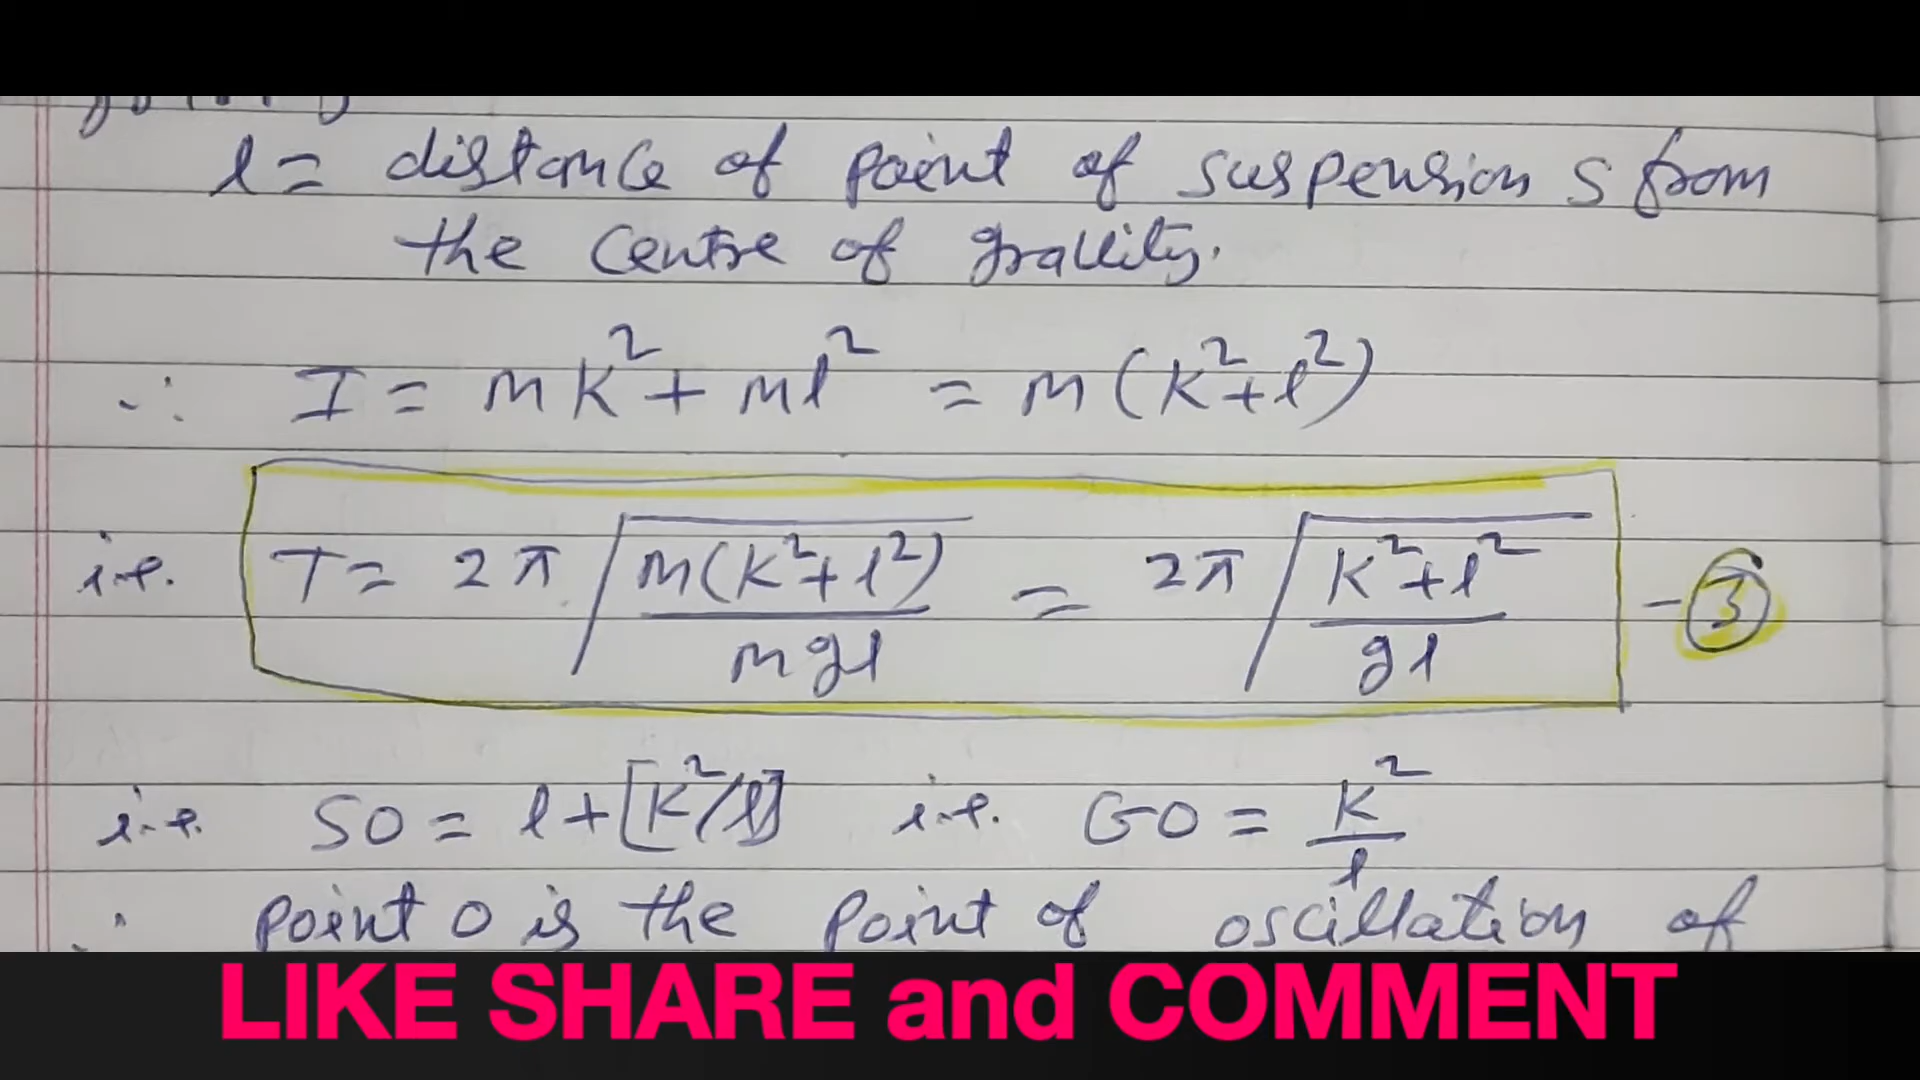 l = distance of point of suspension S from
the centre of gravity.
∴ I = mk² + ml² = m(k²+l²)
i.e. T = 2π√(m(k²+l²)/mgl) = 2π√((k²+l²)/gl) - ③
i.e. SO = l+[k²/l] i.e. GO = k²/l
∴ point O is the point of oscillation of
LIKE SHARE and COMMENT